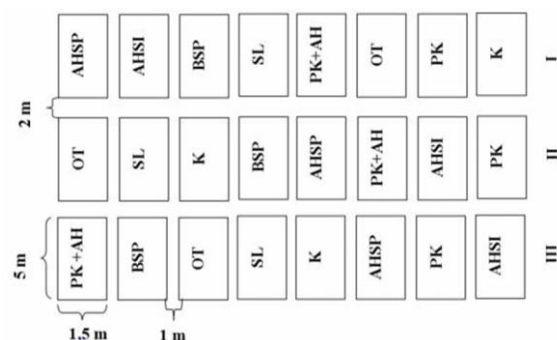 AHSP AHSI BSP SL PK+AH OT PK K I
2 m
OT SL K BSP AHSP PK+AH AHSI PK II
5 m PK +AH BSP OT SL K AHSP PK AHSI III
1,5 m 1 m